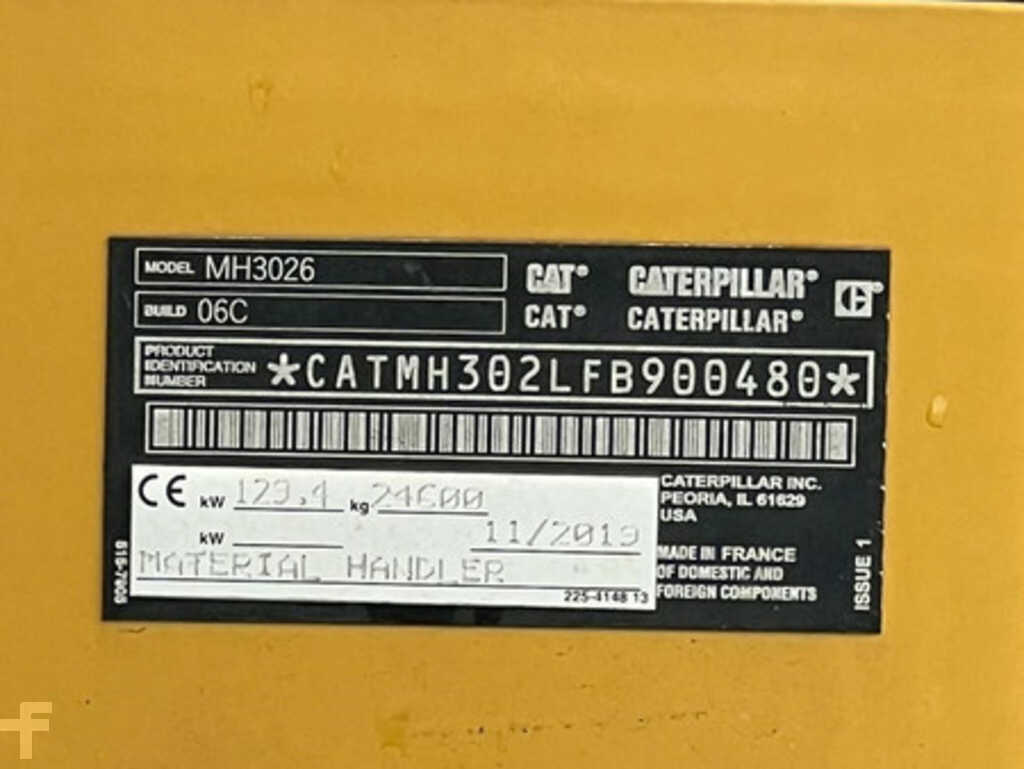 MODEL MH3026
BUILD 06C
CAT® CATERPILLAR®
CAT® CATERPILLAR®
PRODUCT
IDENTIFICATION
NUMBER
*CATMH302LFB900480*
CE kW 129.4 kg 24600
kW 11/2019
MATERIAL HANDLER
225-4148 13
CATERPILLAR INC.
PEORIA, IL 61629
USA
MADE IN FRANCE
OF DOMESTIC AND
FOREIGN COMPONENTS
ISSUE 1